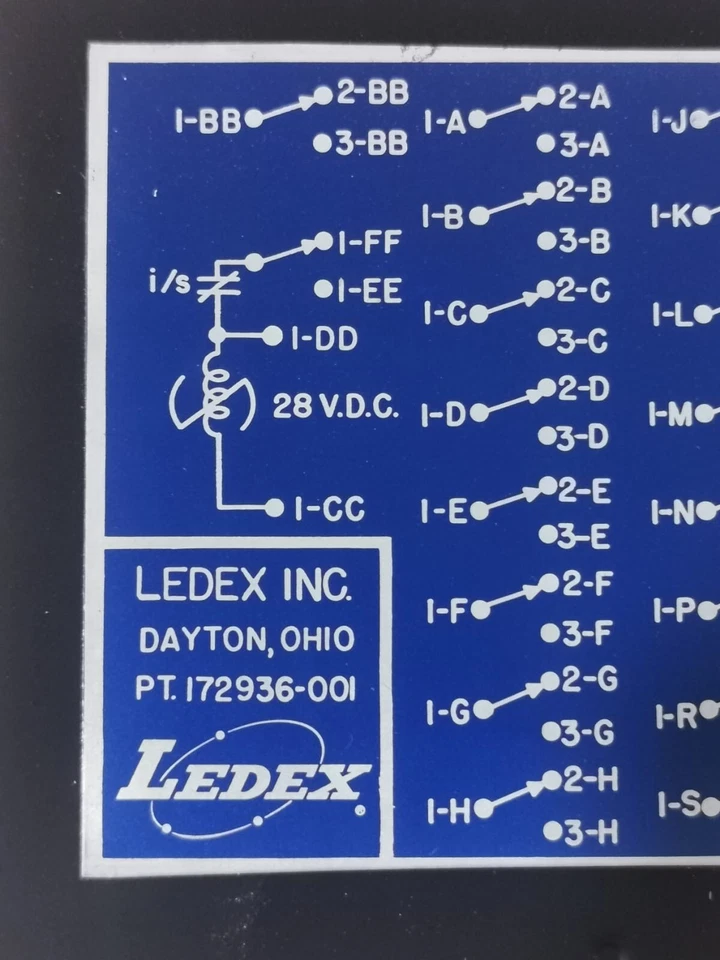 1-BB 2-BB
3-BB
i/s 1-FF
1-EE
1-DD
28 V.D.C.
1-CC
1-A 2-A
3-A
1-B 2-B
3-B
1-C 2-C
3-C
1-D 2-D
3-D
1-E 2-E
3-E
1-F 2-F
3-F
1-G 2-G
3-G
1-H 2-H
3-H
1-J
1-K
1-L
1-M
1-N
1-P
1-R
1-S
LEDEX INC.
DAYTON, OHIO
PT. 172936-001
LEDEX ®